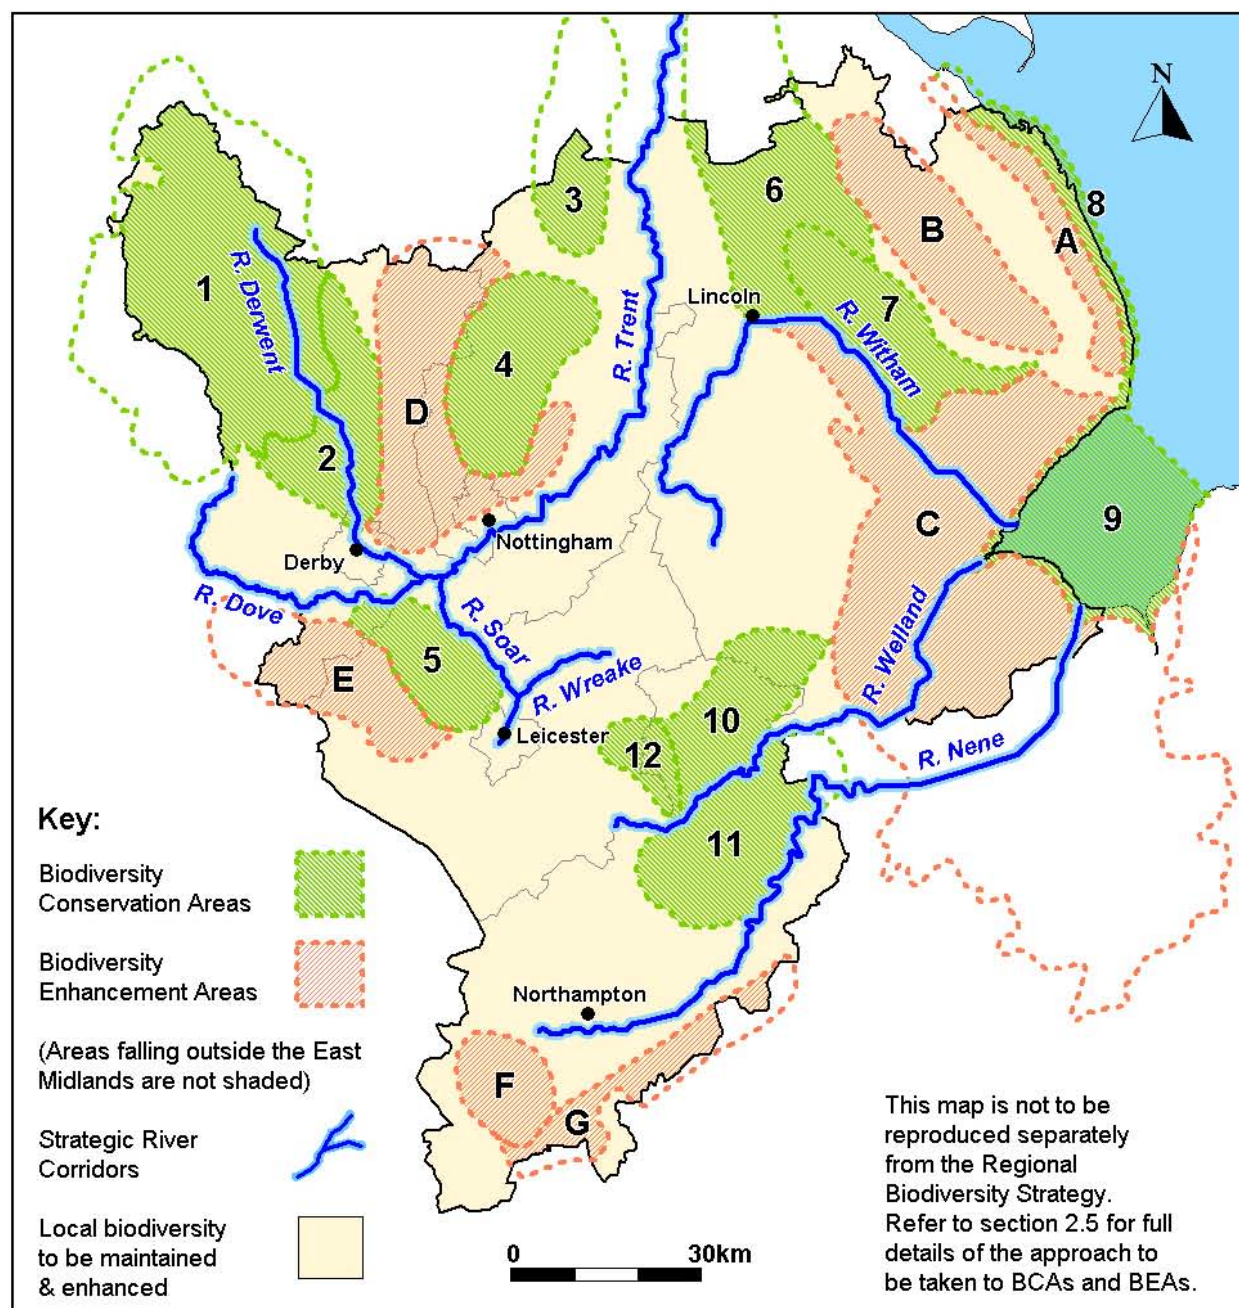 N
3
6
8
B
A
1
R. Derwent
R. Trent
Lincoln
7
R. Witham
4
D
2
9
C
Nottingham
Derby
R. Dove
R. Soar
R. Welland
5
E
R. Wreake
10
Leicester
12
R. Nene
11
Key:
Biodiversity
Conservation Areas
Biodiversity
Enhancement Areas
Northampton
(Areas falling outside the East
Midlands are not shaded)
F
G
Strategic River
Corridors
Local biodiversity
to be maintained
& enhanced
0 30km
This map is not to be
reproduced separately
from the Regional
Biodiversity Strategy.
Refer to section 2.5 for full
details of the approach to
be taken to BCAs and BEAs.